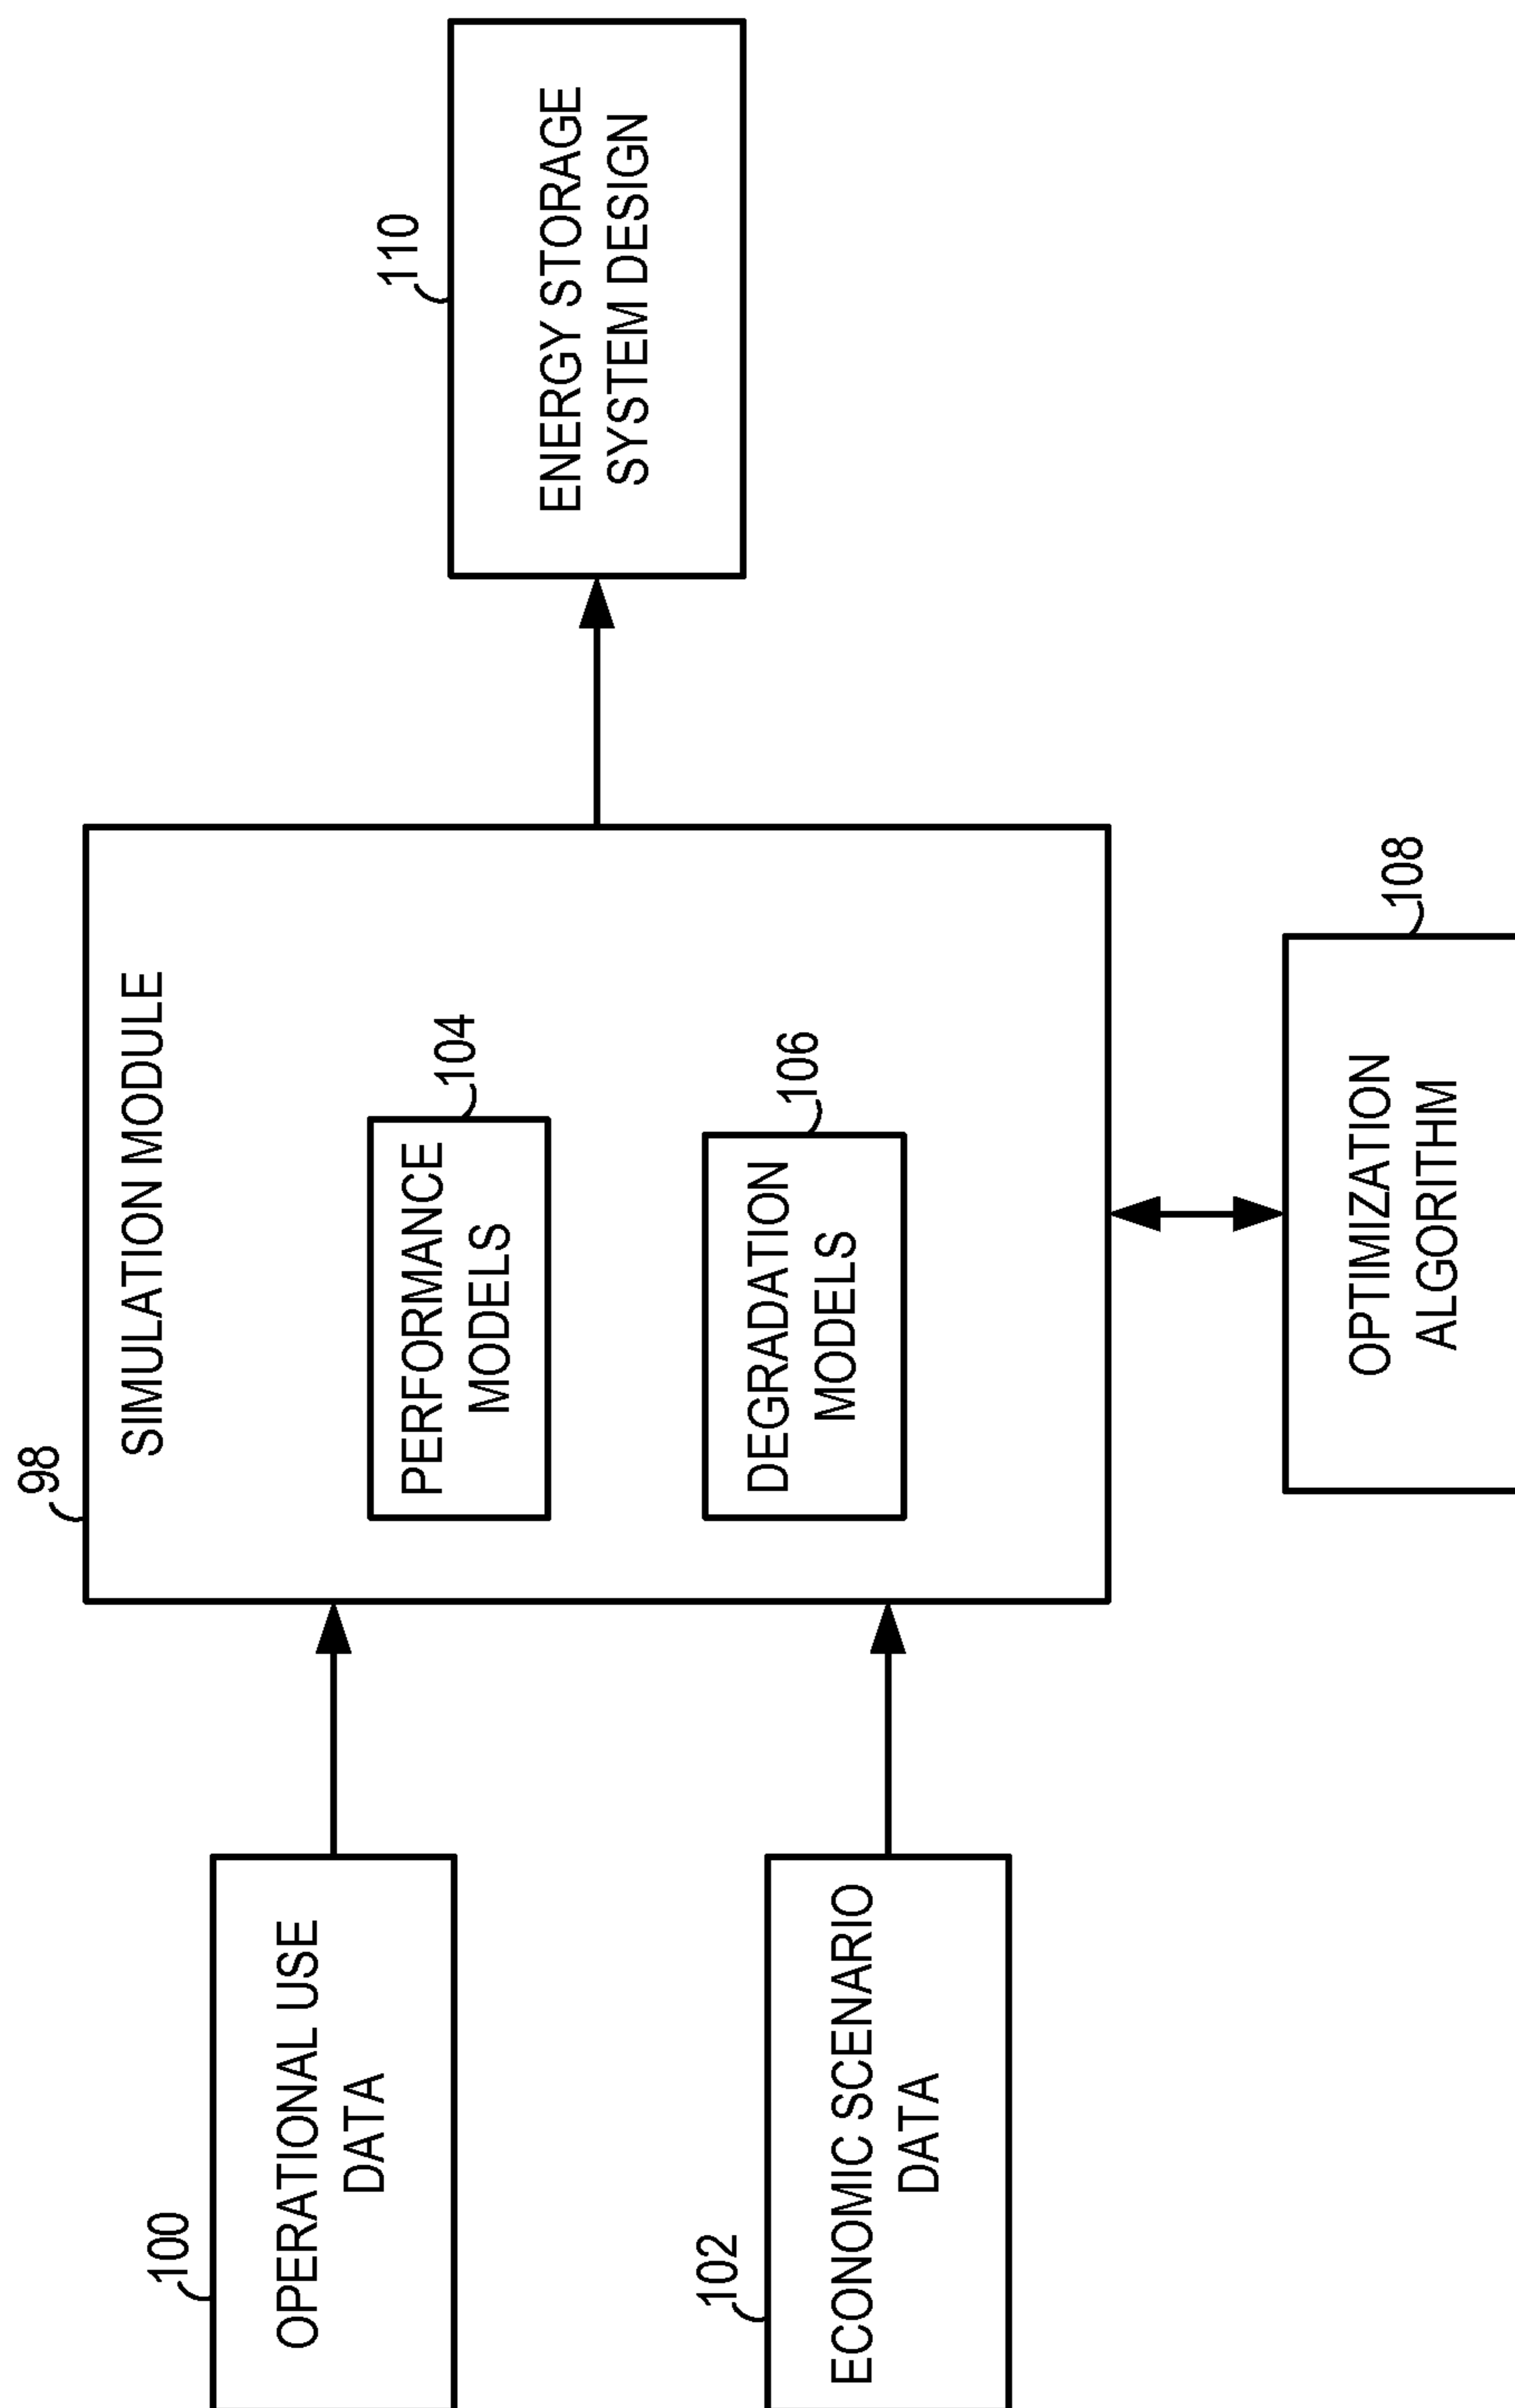 98
SIMULATION MODULE
100
OPERATIONAL USE
DATA
PERFORMANCE
MODELS
104
110
ENERGY STORAGE
SYSTEM DESIGN
102
ECONOMIC SCENARIO
DATA
DEGRADATION
MODELS
106
OPTIMIZATION
ALGORITHM
108